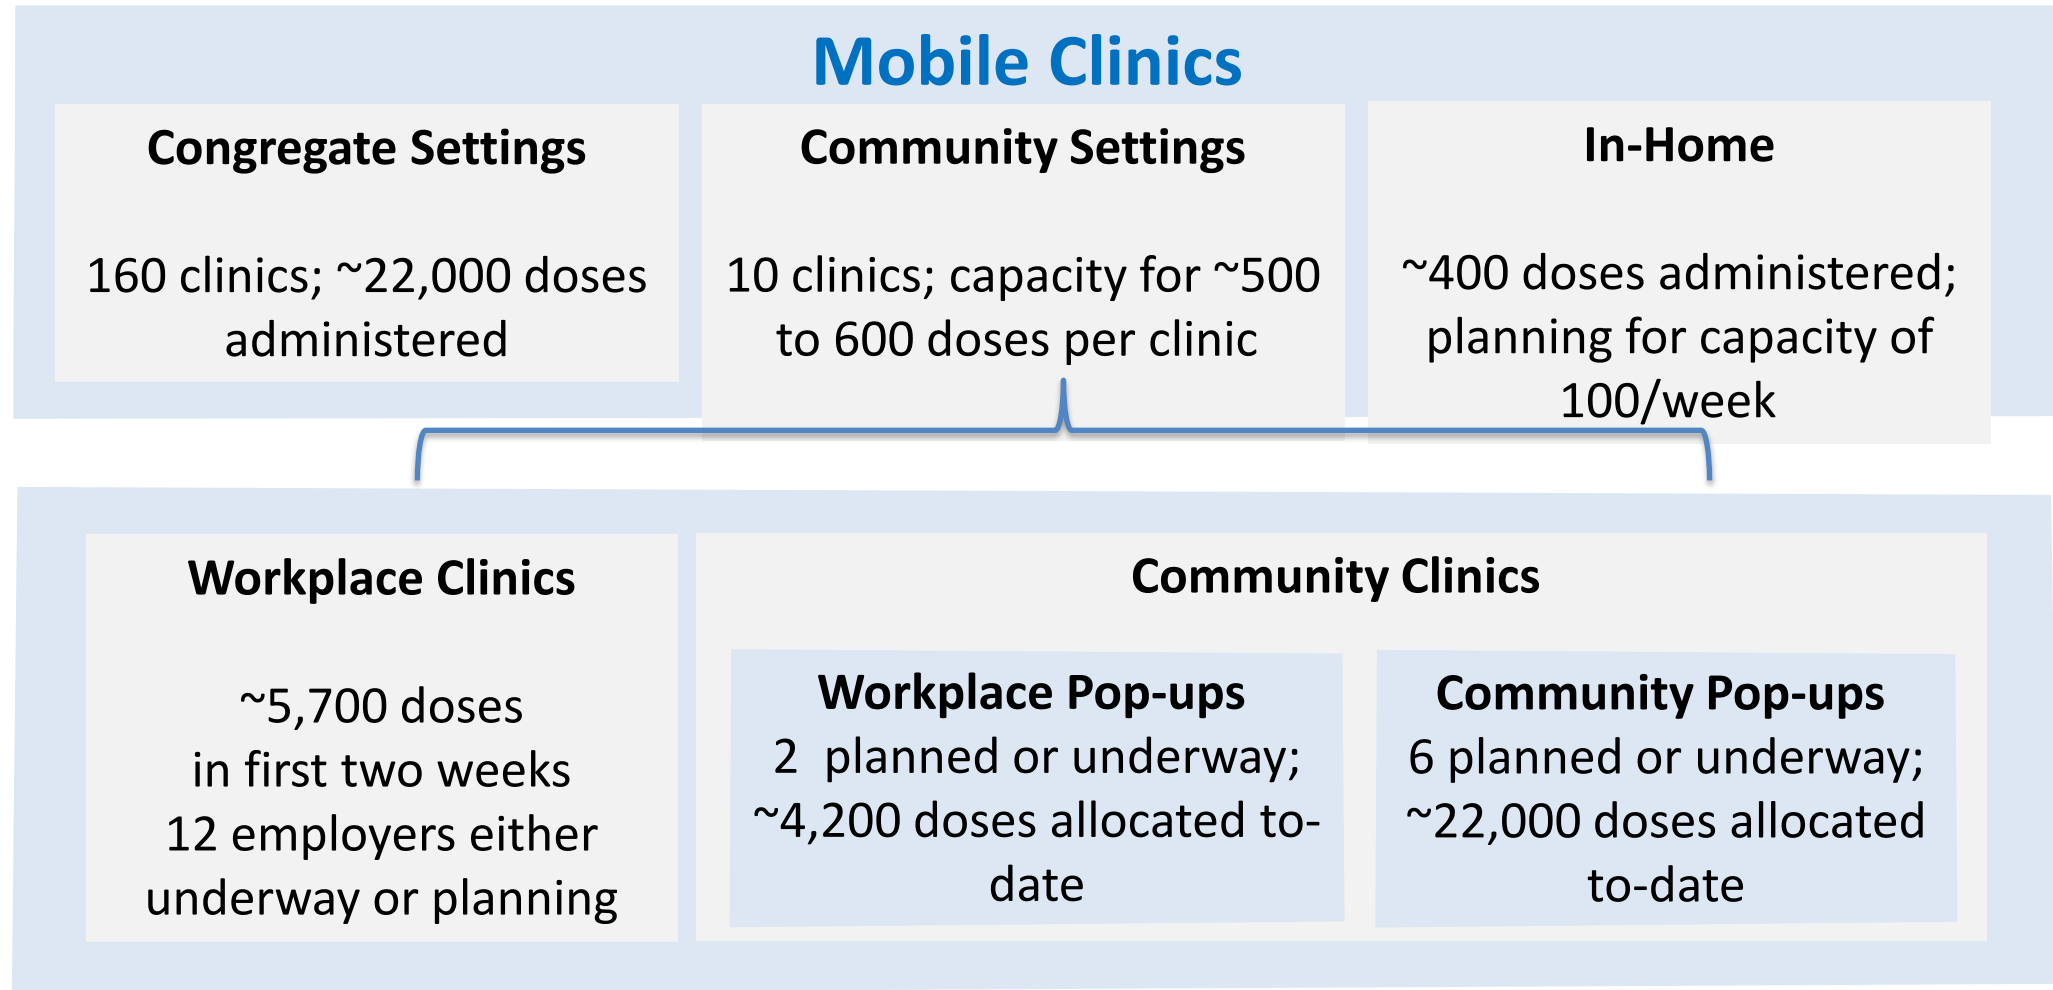 Mobile Clinics
Congregate Settings
160 clinics; ~22,000 doses
administered
Community Settings
10 clinics; capacity for ~500
to 600 doses per clinic
In-Home
~400 doses administered;
planning for capacity of
100/week
Workplace Clinics
~5,700 doses
in first two weeks
12 employers either
underway or planning
Community Clinics
Workplace Pop-ups
2  planned or underway;
~4,200 doses allocated to-
date
Community Pop-ups
6 planned or underway;
~22,000 doses allocated
to-date